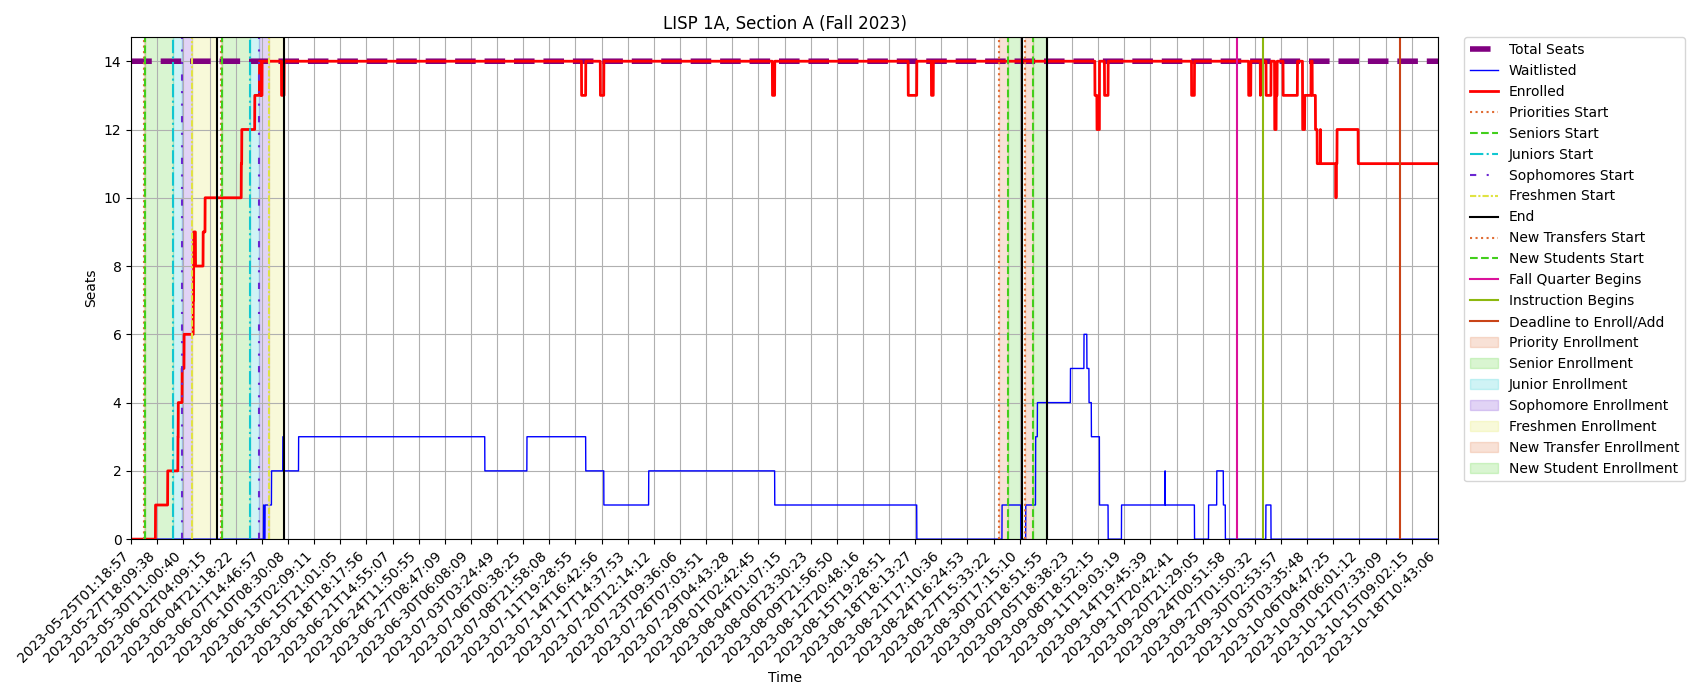 LISP 1A, Section A (Fall 2023)
Seats
14
12
10
8
6
4
2
0
2023-05-25T01:18:57
2023-05-27T18:09:38
2023-05-30T11:00:40
2023-06-02T04:09:15
2023-06-04T21:18:22
2023-06-07T14:46:57
2023-06-10T08:30:08
2023-06-13T02:09:11
2023-06-15T21:01:05
2023-06-18T18:17:56
2023-06-21T14:55:07
2023-06-24T11:50:55
2023-06-27T08:47:09
2023-06-30T06:08:09
2023-07-03T03:24:49
2023-07-06T00:38:25
2023-07-08T21:58:08
2023-07-11T19:28:55
2023-07-14T16:42:56
2023-07-17T14:37:53
2023-07-20T12:14:12
2023-07-23T09:36:06
2023-07-26T07:03:51
2023-07-29T04:43:28
2023-08-01T02:42:45
2023-08-04T01:07:15
2023-08-06T23:30:23
2023-08-09T21:56:50
2023-08-12T20:48:16
2023-08-15T19:28:51
2023-08-18T18:13:27
2023-08-21T17:10:36
2023-08-24T16:24:53
2023-08-27T15:33:22
2023-08-30T17:15:10
2023-09-02T18:51:55
2023-09-05T18:38:23
2023-09-08T18:52:15
2023-09-11T19:03:19
2023-09-14T19:45:39
2023-09-17T20:42:41
2023-09-20T21:29:05
2023-09-24T00:51:58
2023-09-27T01:50:32
2023-09-30T02:53:57
2023-10-03T03:35:48
2023-10-06T04:47:25
2023-10-09T06:01:12
2023-10-12T07:33:09
2023-10-15T09:02:15
2023-10-18T10:43:06
Time
Total Seats
Waitlisted
Enrolled
Priorities Start
Seniors Start
Juniors Start
Sophomores Start
Freshmen Start
End
New Transfers Start
New Students Start
Fall Quarter Begins
Instruction Begins
Deadline to Enroll/Add
Priority Enrollment
Senior Enrollment
Junior Enrollment
Sophomore Enrollment
Freshmen Enrollment
New Transfer Enrollment
New Student Enrollment